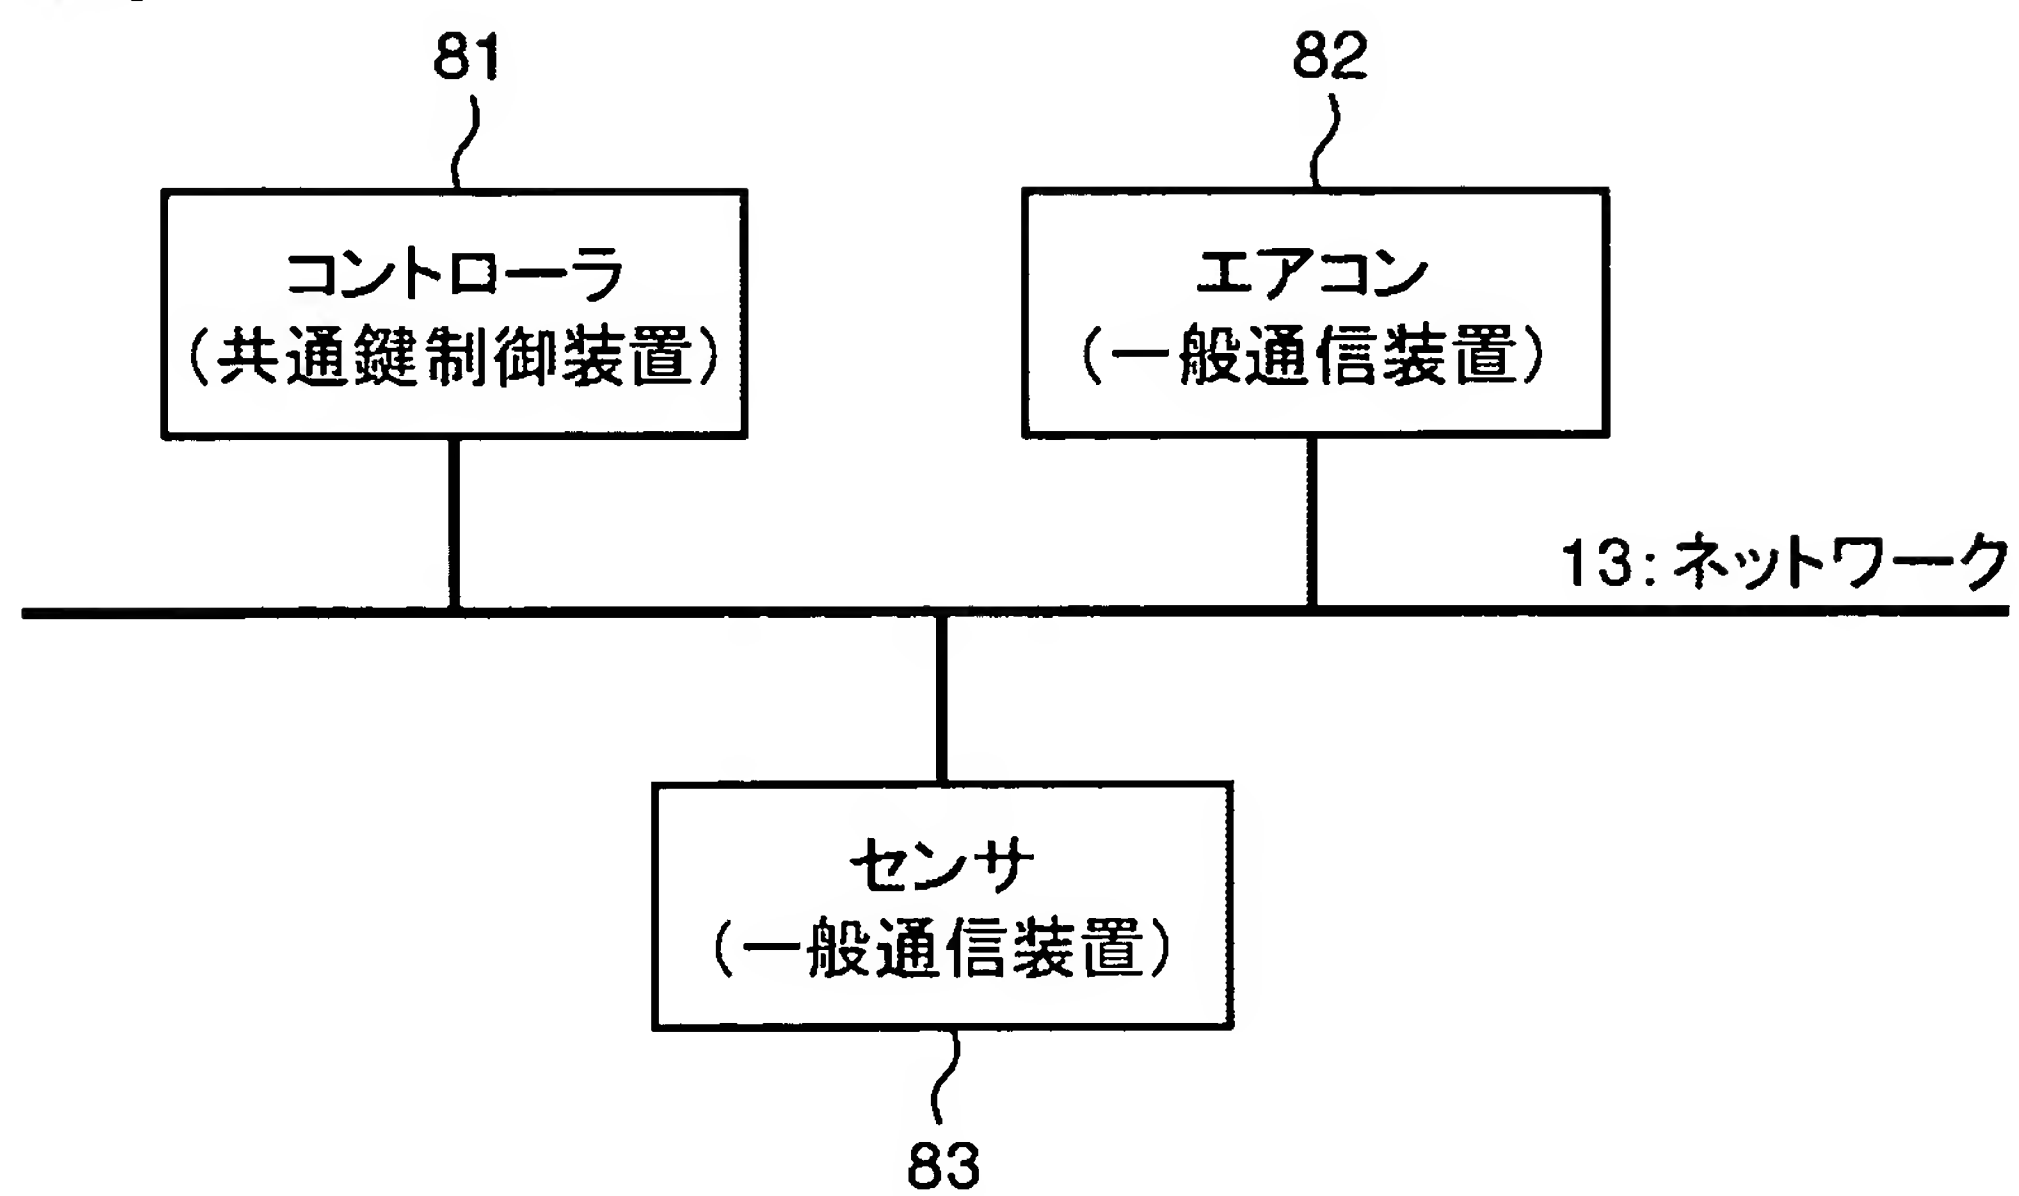 81
82
コントローラ
(共通鍵制御装置)
エアコン
(一般通信装置)
13:ネットワーク
センサ
(一般通信装置)
83